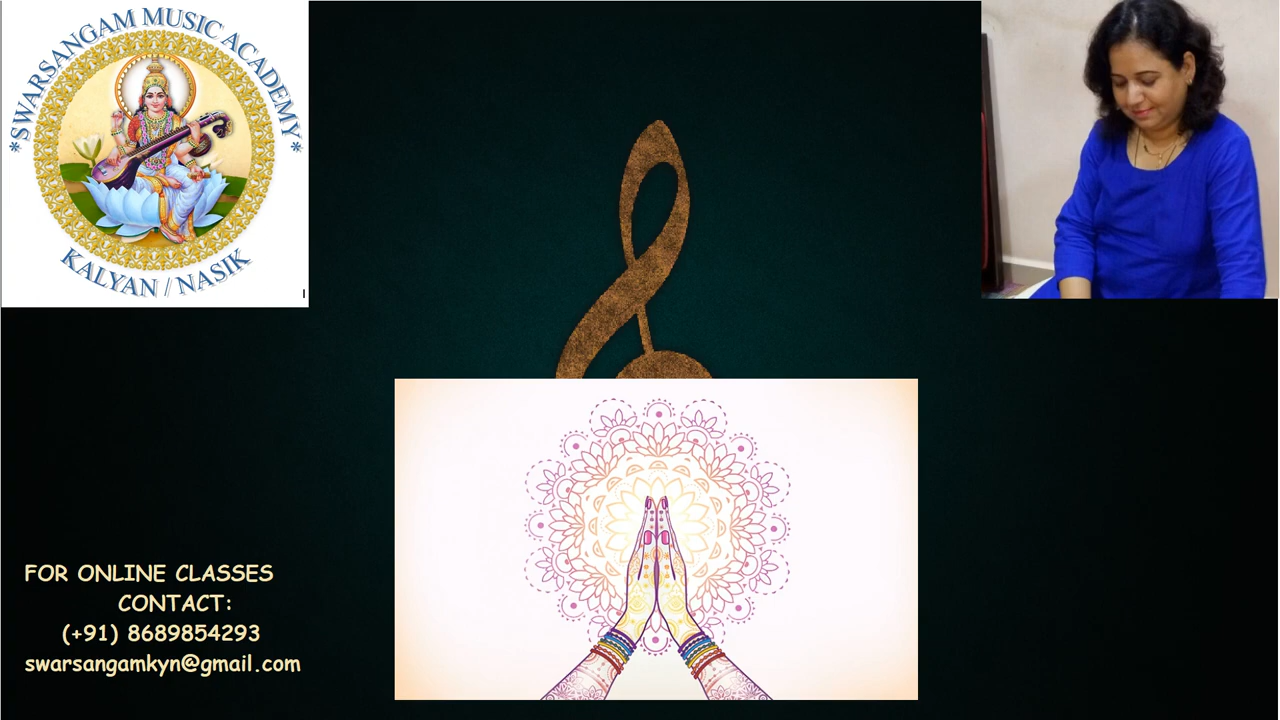 *SWARSANGAM MUSIC ACADEMY*
KALYAN / NASIK
FOR ONLINE CLASSES
CONTACT:
(+91) 8689854293
swarsangamkyn@gmail.com